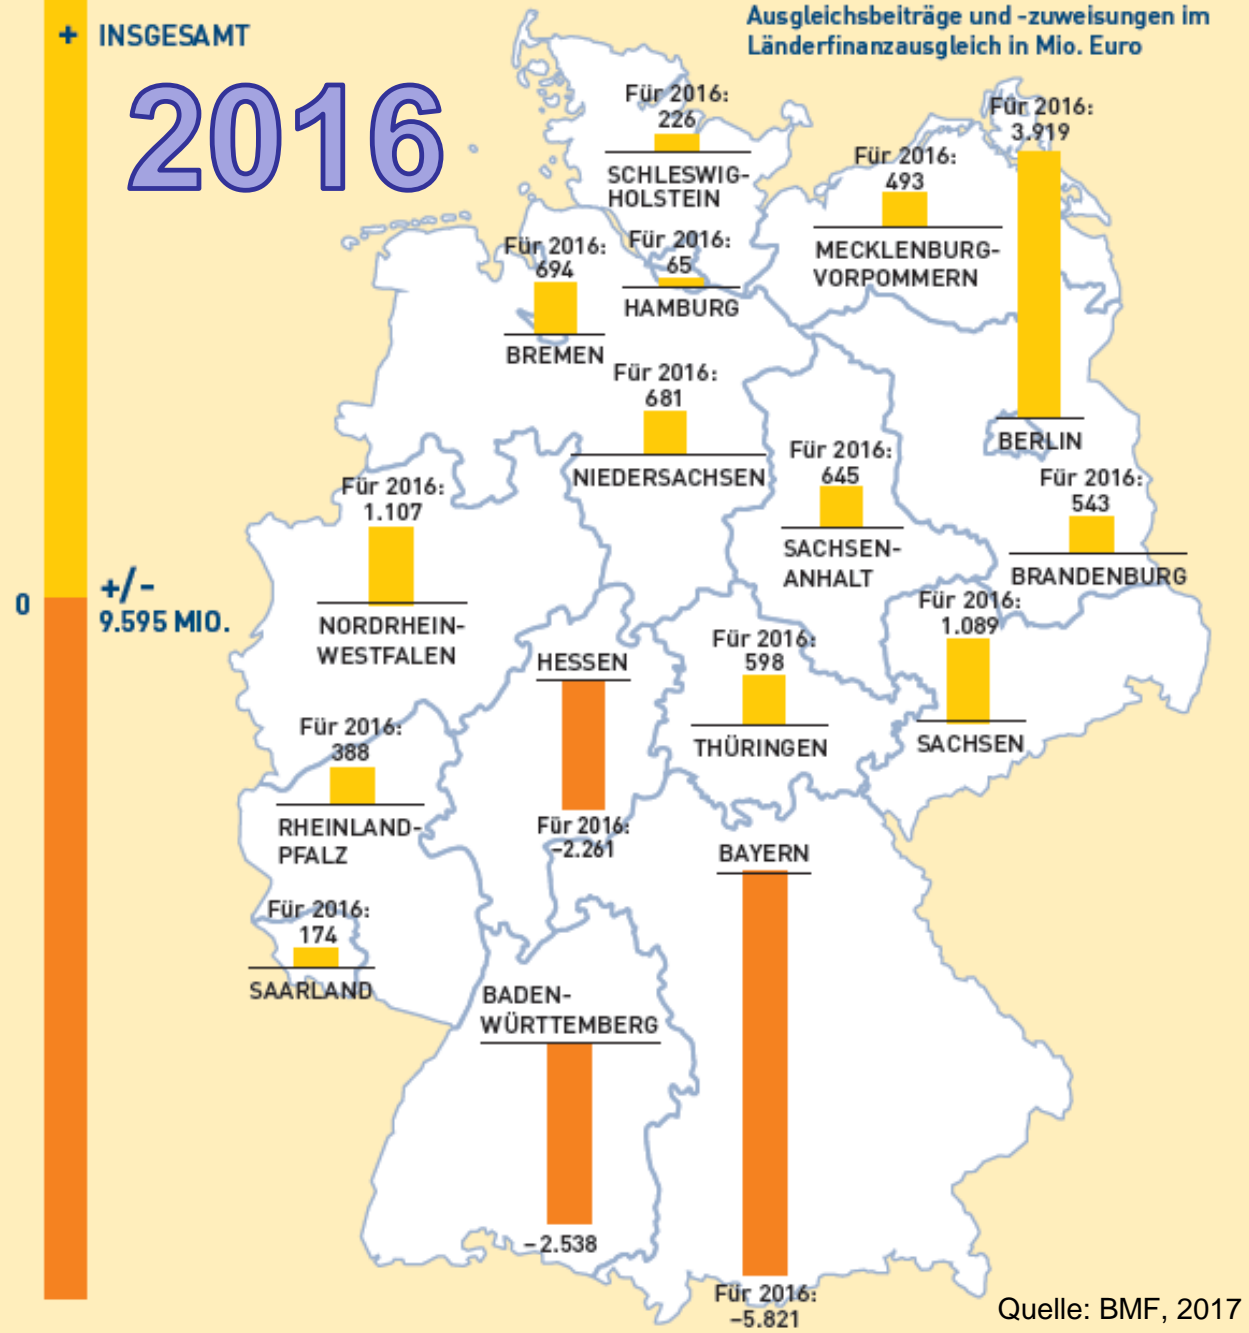 + INSGESAMT
2016
Ausgleichsbeiträge und -zuweisungen im
Länderfinanzausgleich in Mio. Euro
Für 2016:
226
SCHLESWIG-
HOLSTEIN
Für 2016:
3.919
BERLIN
Für 2016:
493
MECKLENBURG-
VORPOMMERN
Für 2016:
694
BREMEN
Für 2016:
65
HAMBURG
Für 2016:
681
NIEDERSACHSEN
Für 2016:
645
SACHSEN-
ANHALT
Für 2016:
543
BRANDENBURG
Für 2016:
1.107
NORDRHEIN-
WESTFALEN
0
+/-
9.595 MIO.
HESSEN
Für 2016:
-2.261
Für 2016:
598
THÜRINGEN
Für 2016:
1.089
SACHSEN
Für 2016:
388
RHEINLAND-
PFALZ
BAYERN
Für 2016:
-5.821
Für 2016:
174
SAARLAND
BADEN-
WÜRTTEMBERG
-2.538
Quelle: BMF, 2017